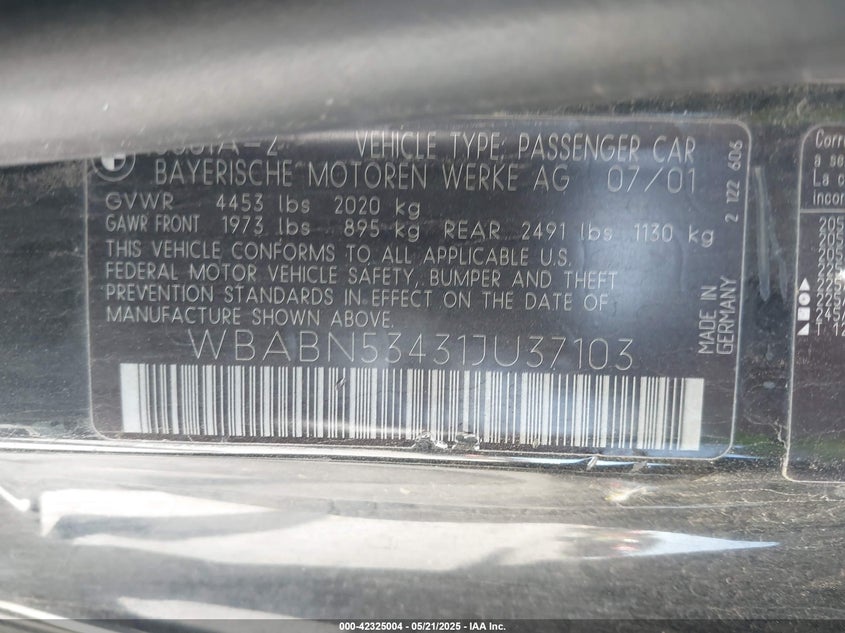 VEHICLE TYPE: PASSENGER CAR
BAYERISCHE MOTOREN WERKE AG 07/01
GVWR 4453 lbs 2020 kg
GAWR FRONT 1973 lbs 895 kg REAR 2491 lbs 1130 kg
THIS VEHICLE CONFORMS TO ALL APPLICABLE U.S.
FEDERAL MOTOR VEHICLE SAFETY, BUMPER AND THEFT
PREVENTION STANDARDS IN EFFECT ON THE DATE OF
MANUFACTURE SHOWN ABOVE.
WBABN53431JU37103
2 122 606
MADE IN
GERMANY
a se
La c
000-42325004 - 05/21/2025 - IAA Inc.